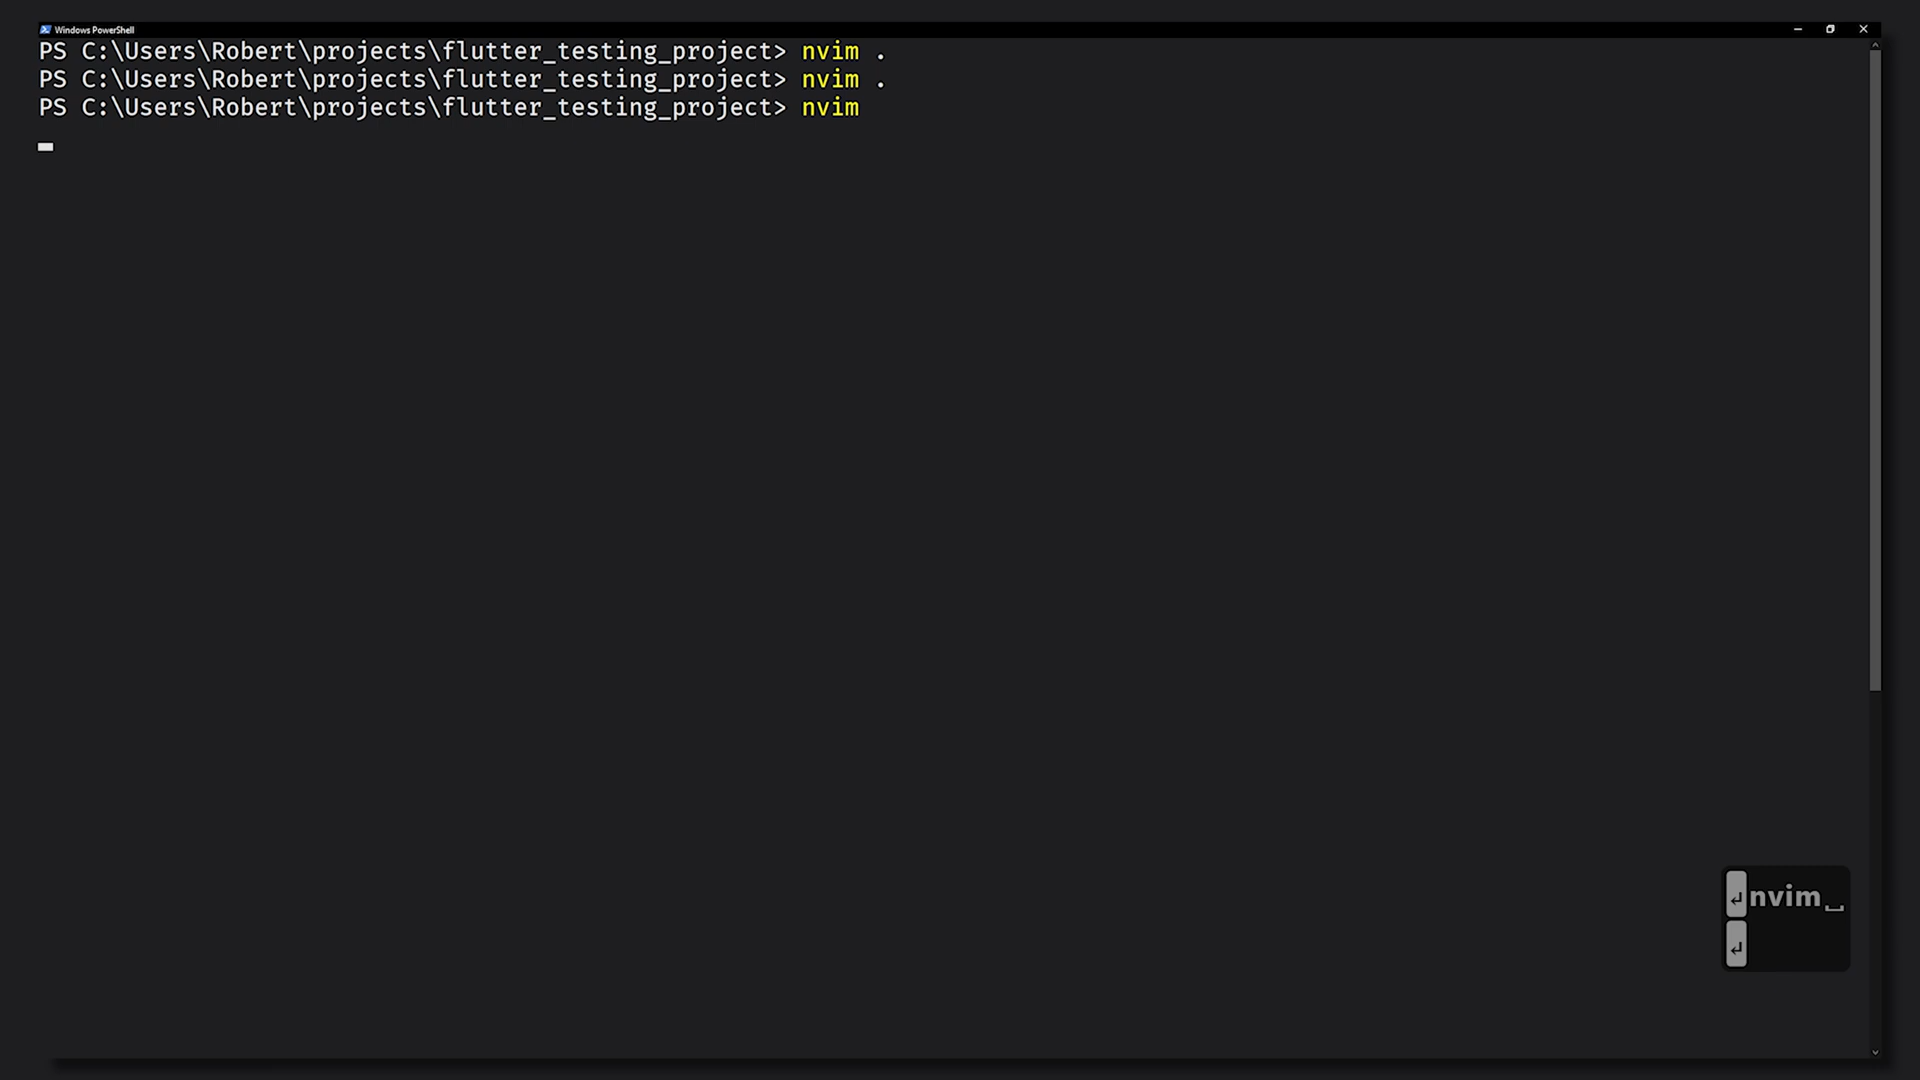 Windows PowerShell
PS C:\Users\Robert\projects\flutter_testing_project> nvim .
PS C:\Users\Robert\projects\flutter_testing_project> nvim .
PS C:\Users\Robert\projects\flutter_testing_project> nvim
↵nvim␣
↵